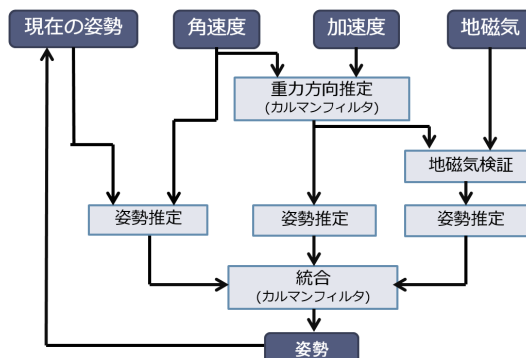 現在の姿勢
角速度
加速度
地磁気
重力方向推定
(カルマンフィルタ)
地磁気検証
姿勢推定
姿勢推定
姿勢推定
統合
(カルマンフィルタ)
姿勢